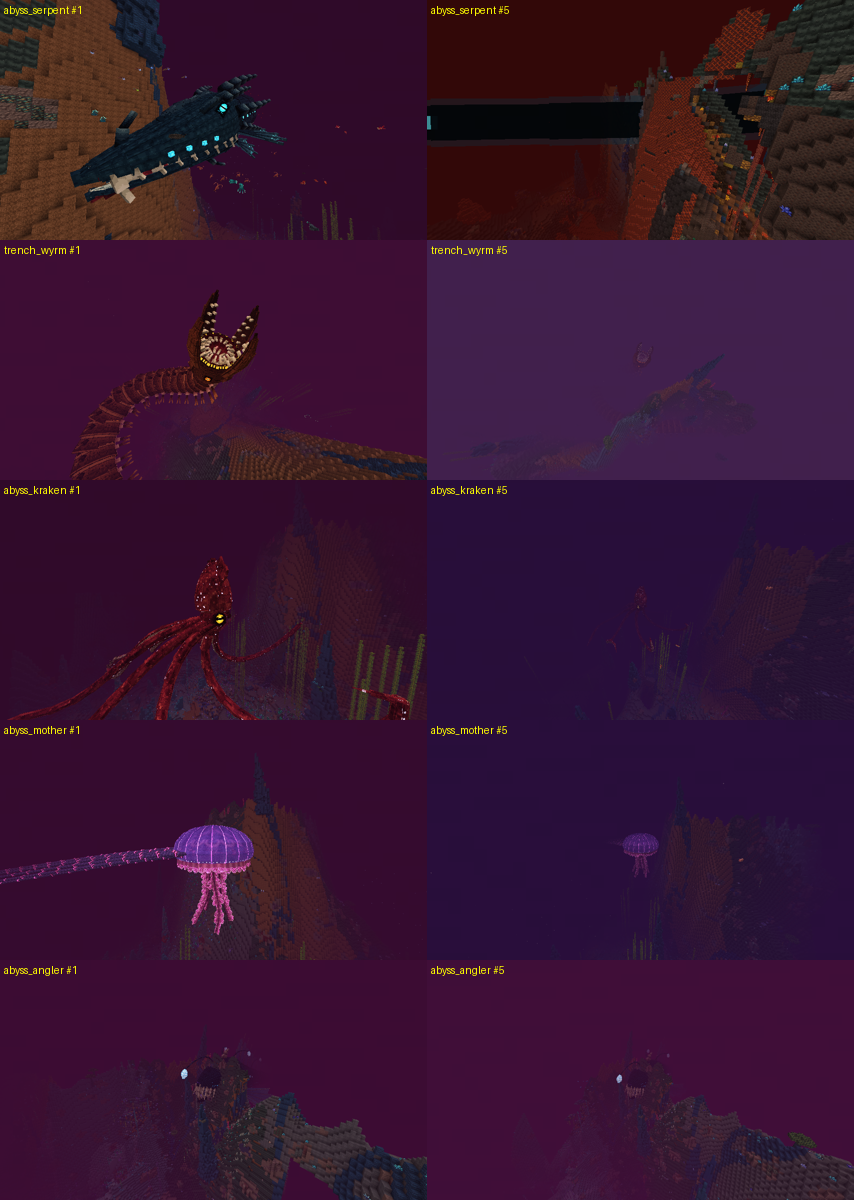 abyss_serpent #1
abyss_serpent #5
trench_wyrm #1
trench_wyrm #5
abyss_kraken #1
abyss_kraken #5
abyss_mother #1
abyss_mother #5
abyss_angler #1
abyss_angler #5